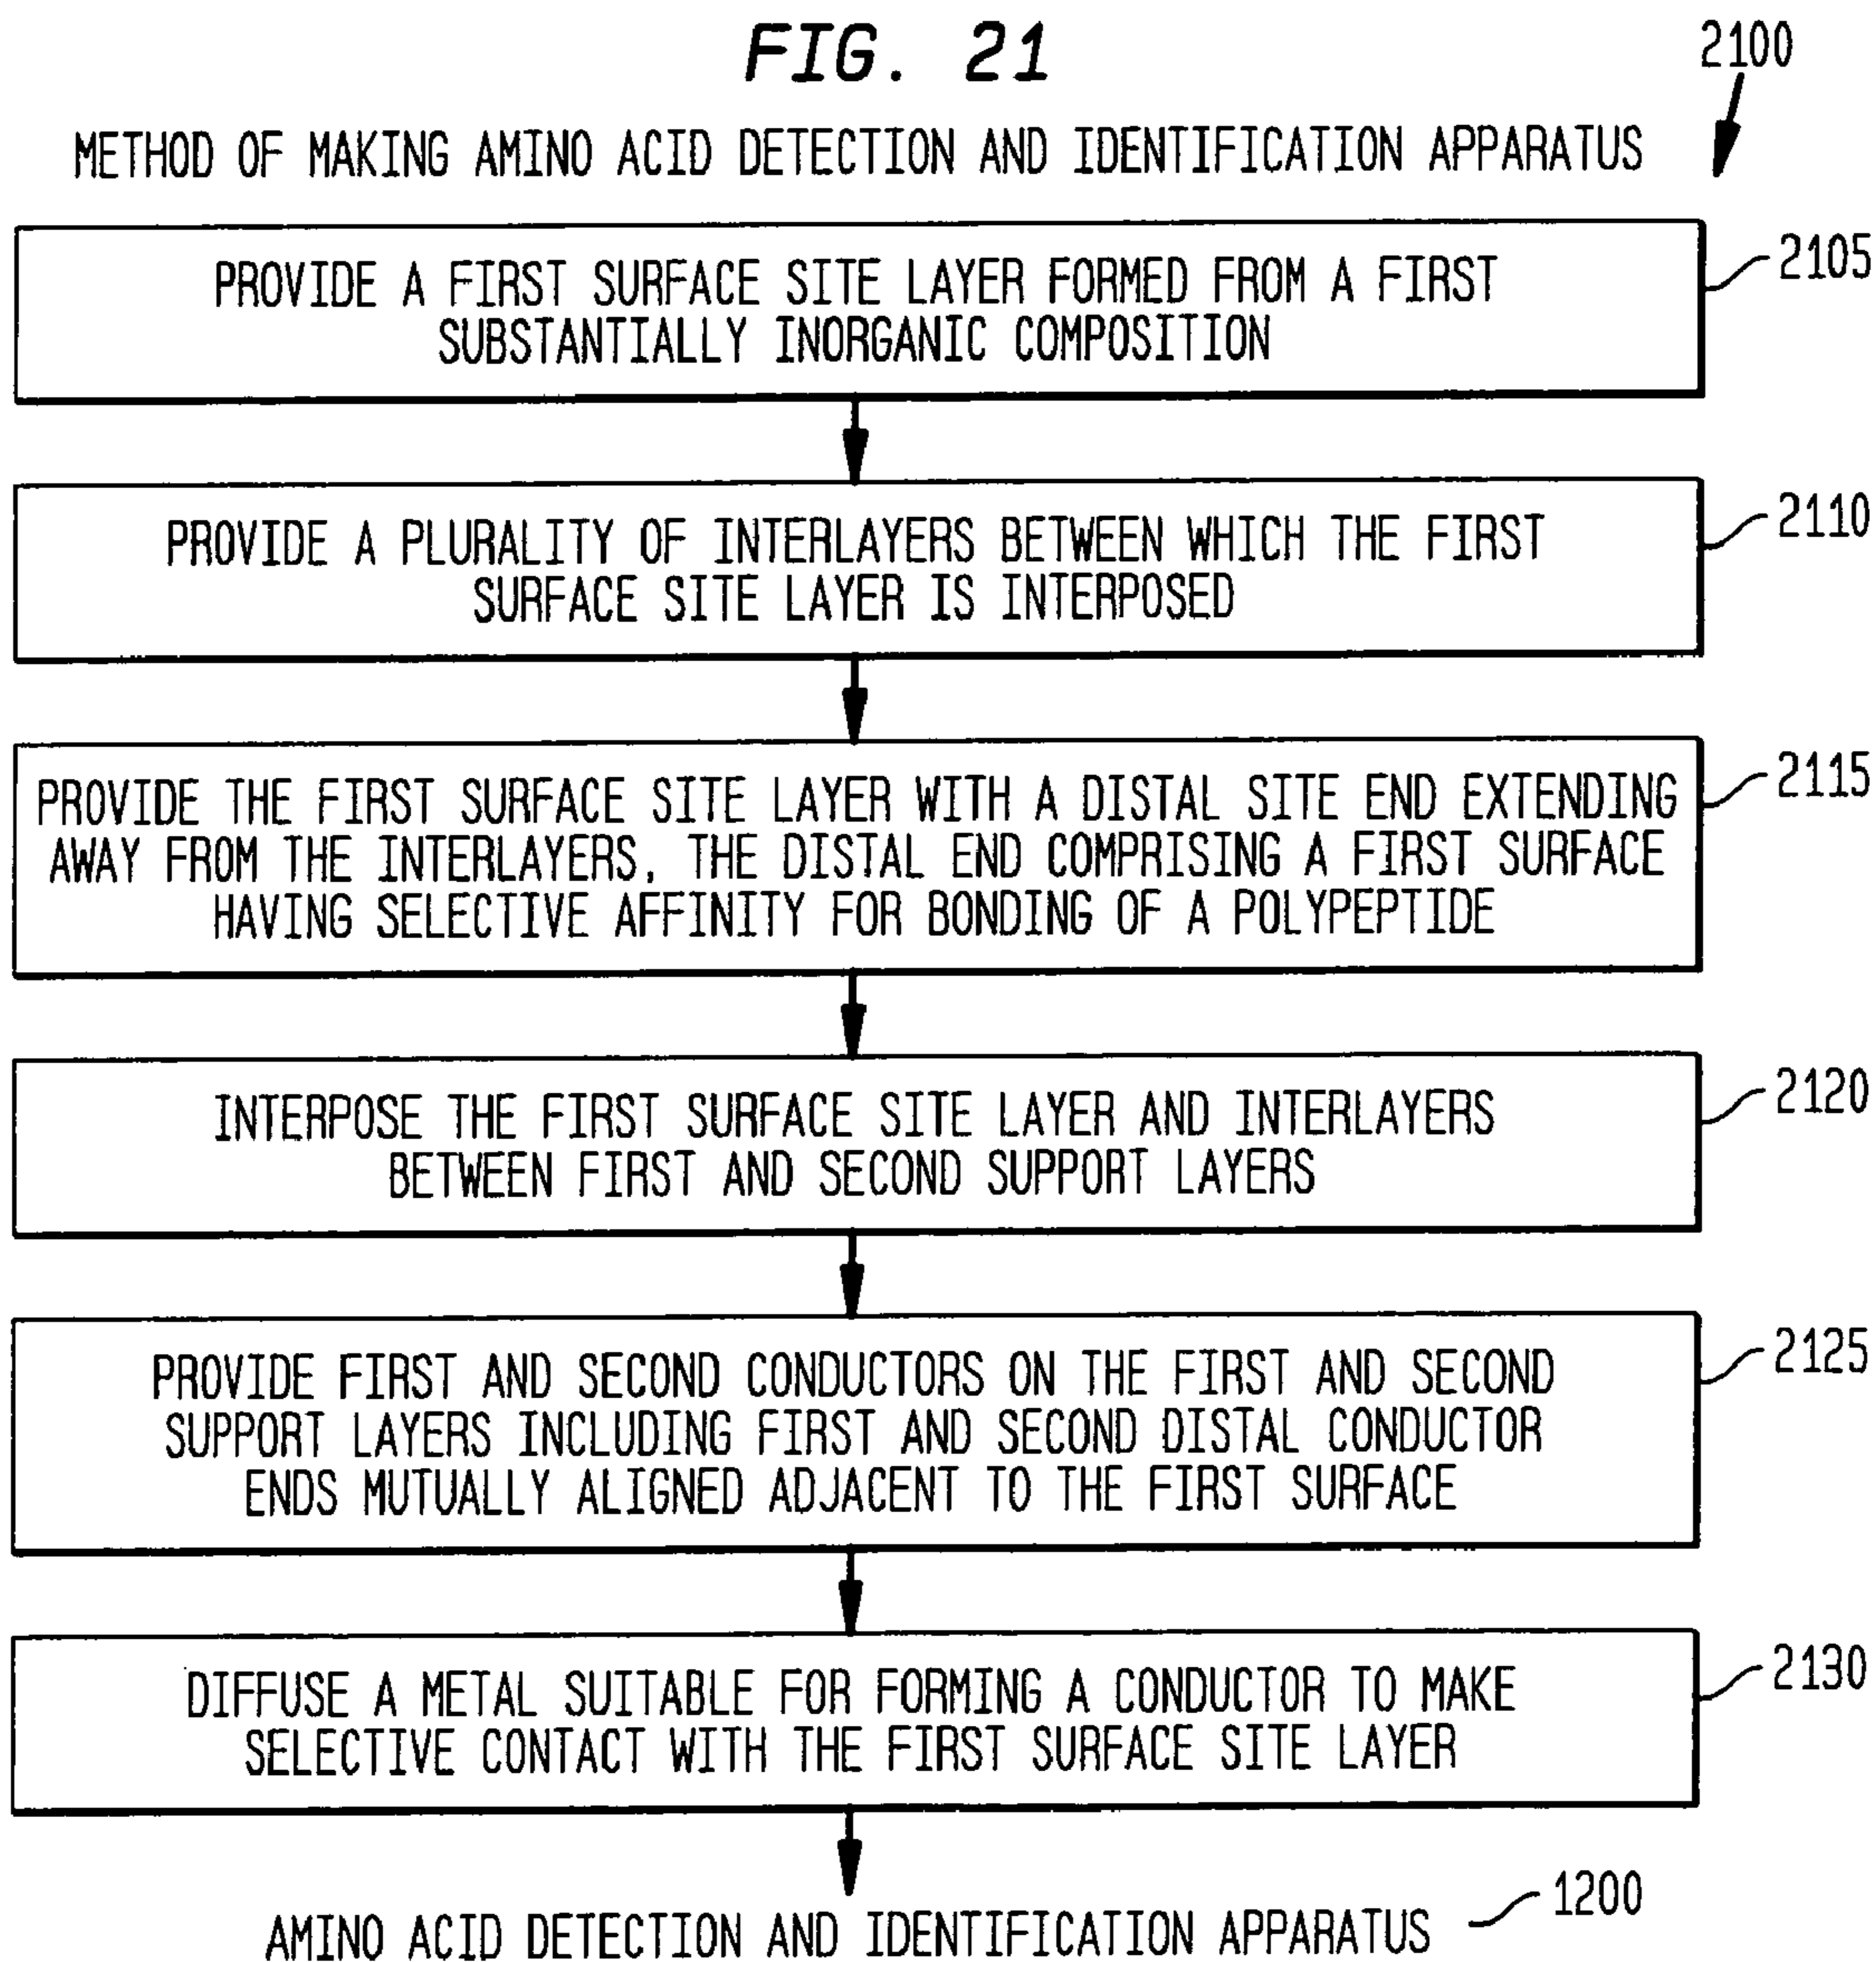 FIG. 21
2100
METHOD OF MAKING AMINO ACID DETECTION AND IDENTIFICATION APPARATUS
PROVIDE A FIRST SURFACE SITE LAYER FORMED FROM A FIRST
SUBSTANTIALLY INORGANIC COMPOSITION
2105
PROVIDE A PLURALITY OF INTERLAYERS BETWEEN WHICH THE FIRST
SURFACE SITE LAYER IS INTERPOSED
2110
PROVIDE THE FIRST SURFACE SITE LAYER WITH A DISTAL SITE END EXTENDING
AWAY FROM THE INTERLAYERS, THE DISTAL END COMPRISING A FIRST SURFACE
HAVING SELECTIVE AFFINITY FOR BONDING OF A POLYPEPTIDE
2115
INTERPOSE THE FIRST SURFACE SITE LAYER AND INTERLAYERS
BETWEEN FIRST AND SECOND SUPPORT LAYERS
2120
PROVIDE FIRST AND SECOND CONDUCTORS ON THE FIRST AND SECOND
SUPPORT LAYERS INCLUDING FIRST AND SECOND DISTAL CONDUCTOR
ENDS MUTUALLY ALIGNED ADJACENT TO THE FIRST SURFACE
2125
DIFFUSE A METAL SUITABLE FOR FORMING A CONDUCTOR TO MAKE
SELECTIVE CONTACT WITH THE FIRST SURFACE SITE LAYER
2130
AMINO ACID DETECTION AND IDENTIFICATION APPARATUS
1200